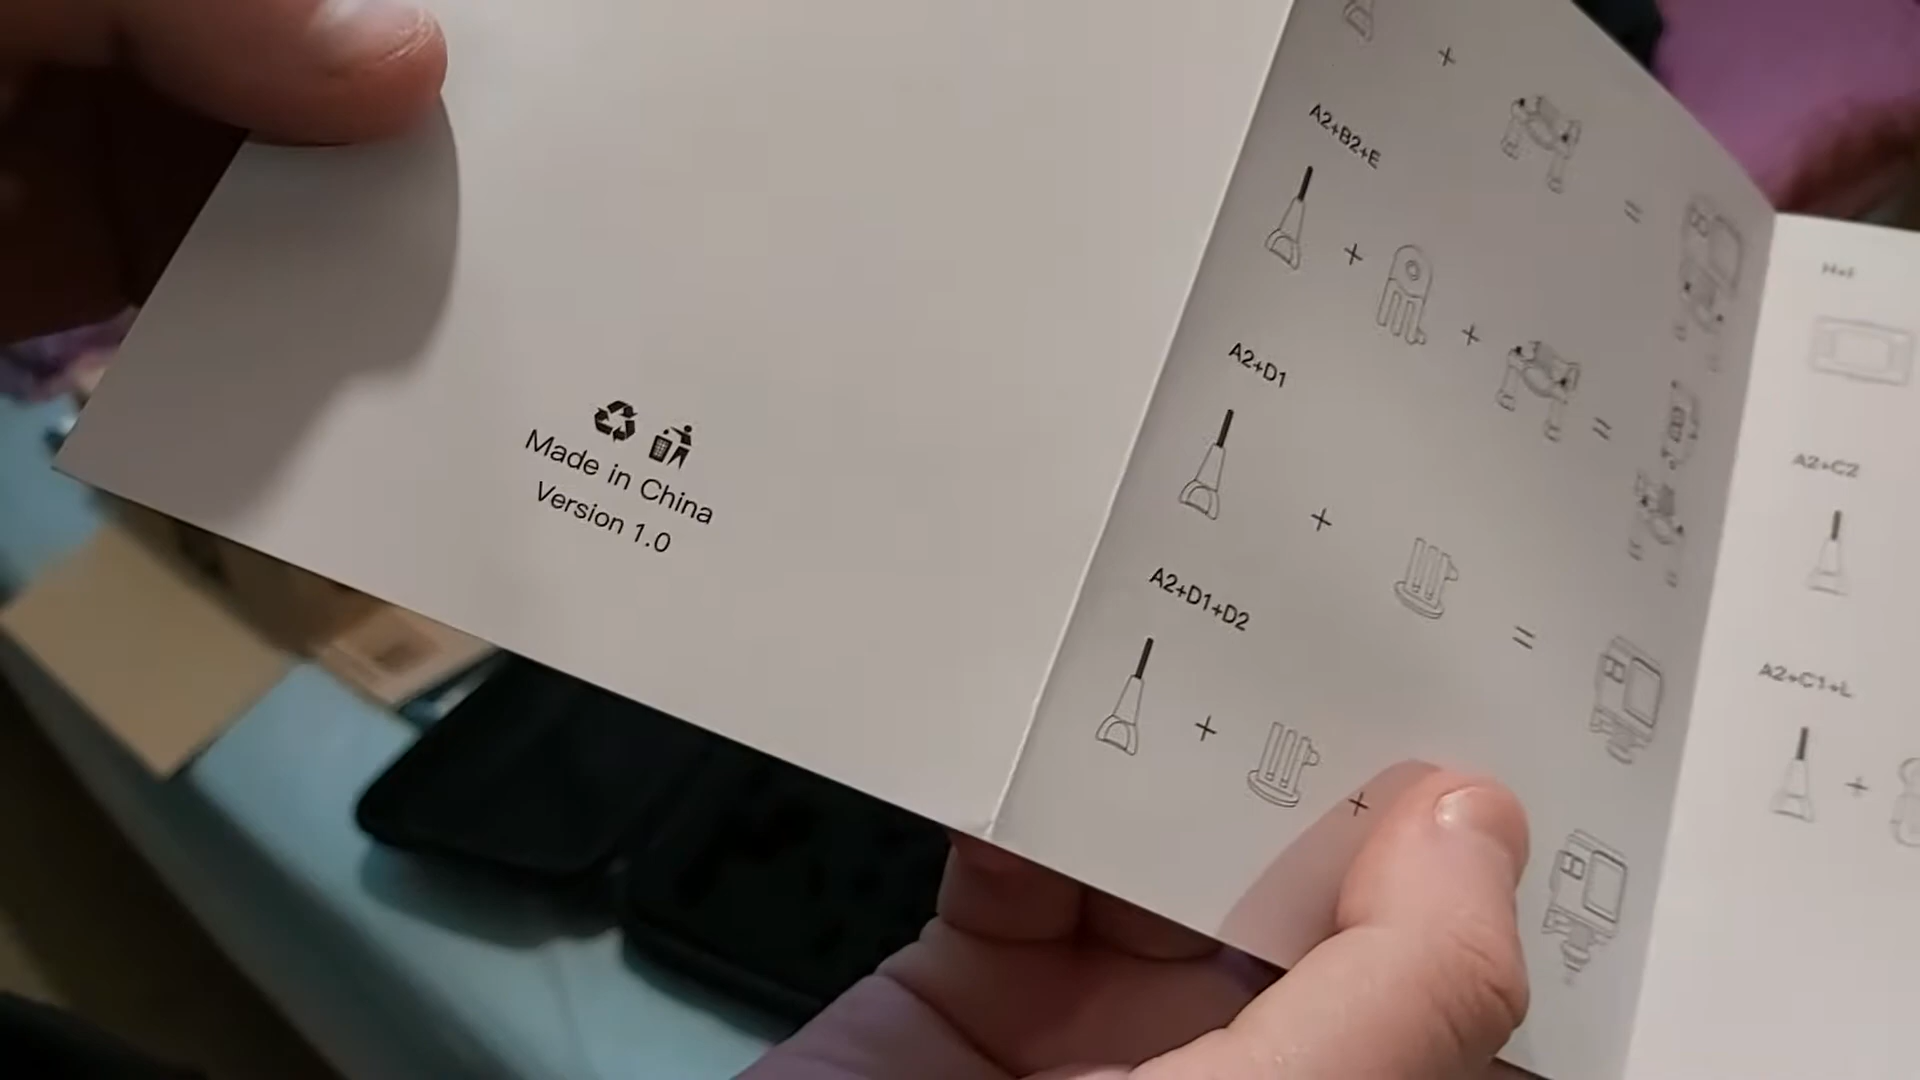 Made in China
Version 1.0
+
A2+B2+E
=
+
+
=
A2+D1
+
=
A2+D1+D2
+
+
A2+C2
A2+C1+L
+